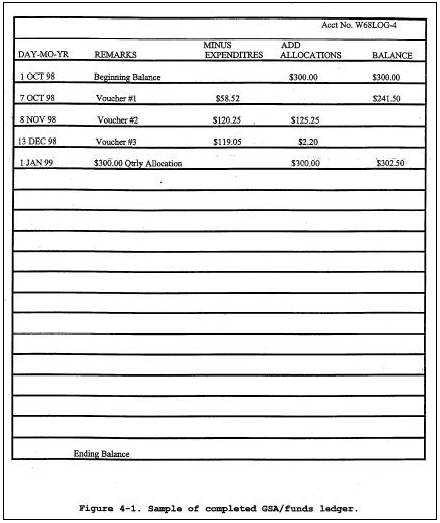 Acct No. W68LOG-4
MINUS ADD
DAY-MO-YR REMARKS EXPENDITRES ALLOCATIONS BALANCE
1 OCT 98 Beginning Balance $300.00 $300.00
7 OCT 98 Voucher #1 $58.52 $241.50
8 NOV 98 Voucher #2 $120.25 $125.25
13 DEC 98 Voucher #3 $119.05 $2.20
1 JAN 99 $300.00 Qtrly Allocation $300.00 $302.50
Ending Balance
Figure 4-1. Sample of completed GSA/funds ledger.